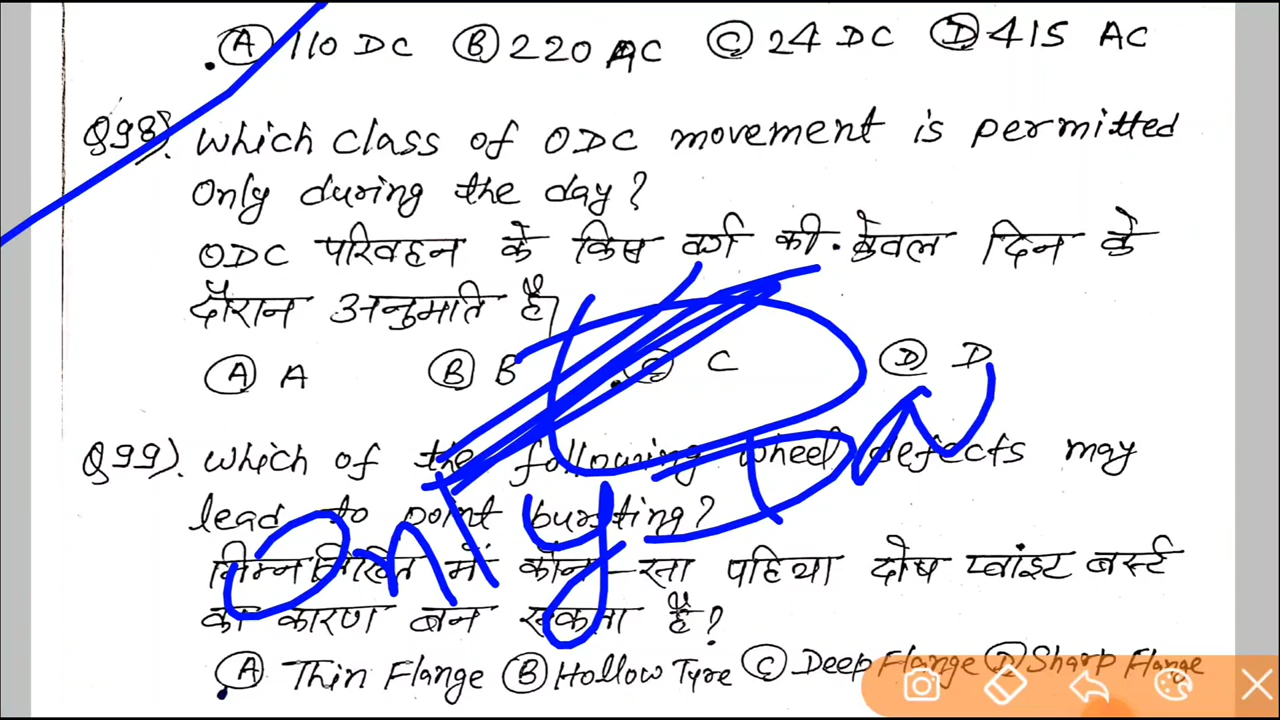 .Ⓐ 110 DC Ⓑ 220 AC Ⓒ 24 DC Ⓓ 415 AC
Q98). Which class of ODC movement is permitted
only during the day?
ODC परिवहन के किस वर्ग की केवल दिन के
दौरान अनुमति है।
Ⓐ A Ⓑ B Ⓒ C Ⓓ D
Q99). Which of the following wheel defects may
lead to point bursting?
निम्नलिखित में कौन-सा पहिया दोष प्वांइट बर्स्ट
का कारण बन सकता है?
Ⓐ Thin Flange Ⓑ Hollow Tyre Ⓒ Deep Flange Ⓓ Sharp Flange
only